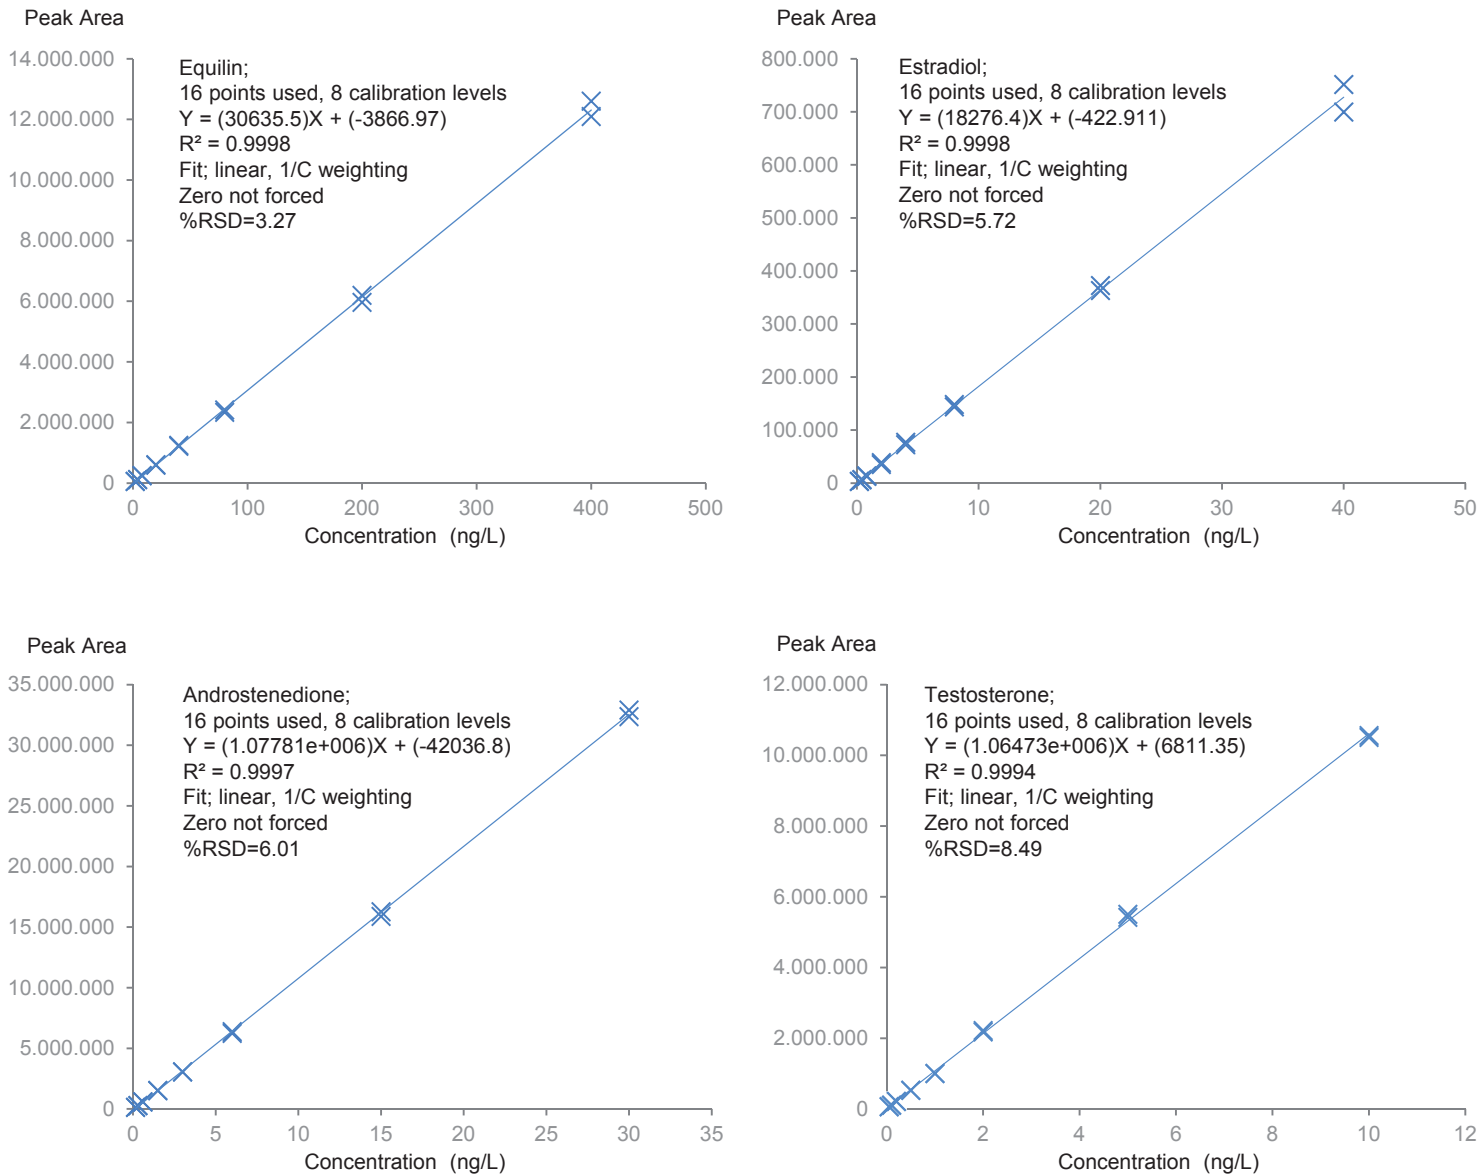 Peak Area
14.000.000
12.000.000
10.000.000
8.000.000
6.000.000
4.000.000
2.000.000
0
Equilin;
16 points used, 8 calibration levels
Y = (30635.5)X + (-3866.97)
R² = 0.9998
Fit; linear, 1/C weighting
Zero not forced
%RSD=3.27
0 100 200 300 400 500
Concentration (ng/L)
Peak Area
800.000
700.000
600.000
500.000
400.000
300.000
200.000
100.000
0
Estradiol;
16 points used, 8 calibration levels
Y = (18276.4)X + (-422.911)
R² = 0.9998
Fit; linear, 1/C weighting
Zero not forced
%RSD=5.72
0 10 20 30 40 50
Concentration (ng/L)
Peak Area
35.000.000
30.000.000
25.000.000
20.000.000
15.000.000
10.000.000
5.000.000
0
Androstenedione;
16 points used, 8 calibration levels
Y = (1.07781e+006)X + (-42036.8)
R² = 0.9997
Fit; linear, 1/C weighting
Zero not forced
%RSD=6.01
0 5 10 15 20 25 30 35
Concentration (ng/L)
Peak Area
12.000.000
10.000.000
8.000.000
6.000.000
4.000.000
2.000.000
0
Testosterone;
16 points used, 8 calibration levels
Y = (1.06473e+006)X + (6811.35)
R² = 0.9994
Fit; linear, 1/C weighting
Zero not forced
%RSD=8.49
0 2 4 6 8 10 12
Concentration (ng/L)